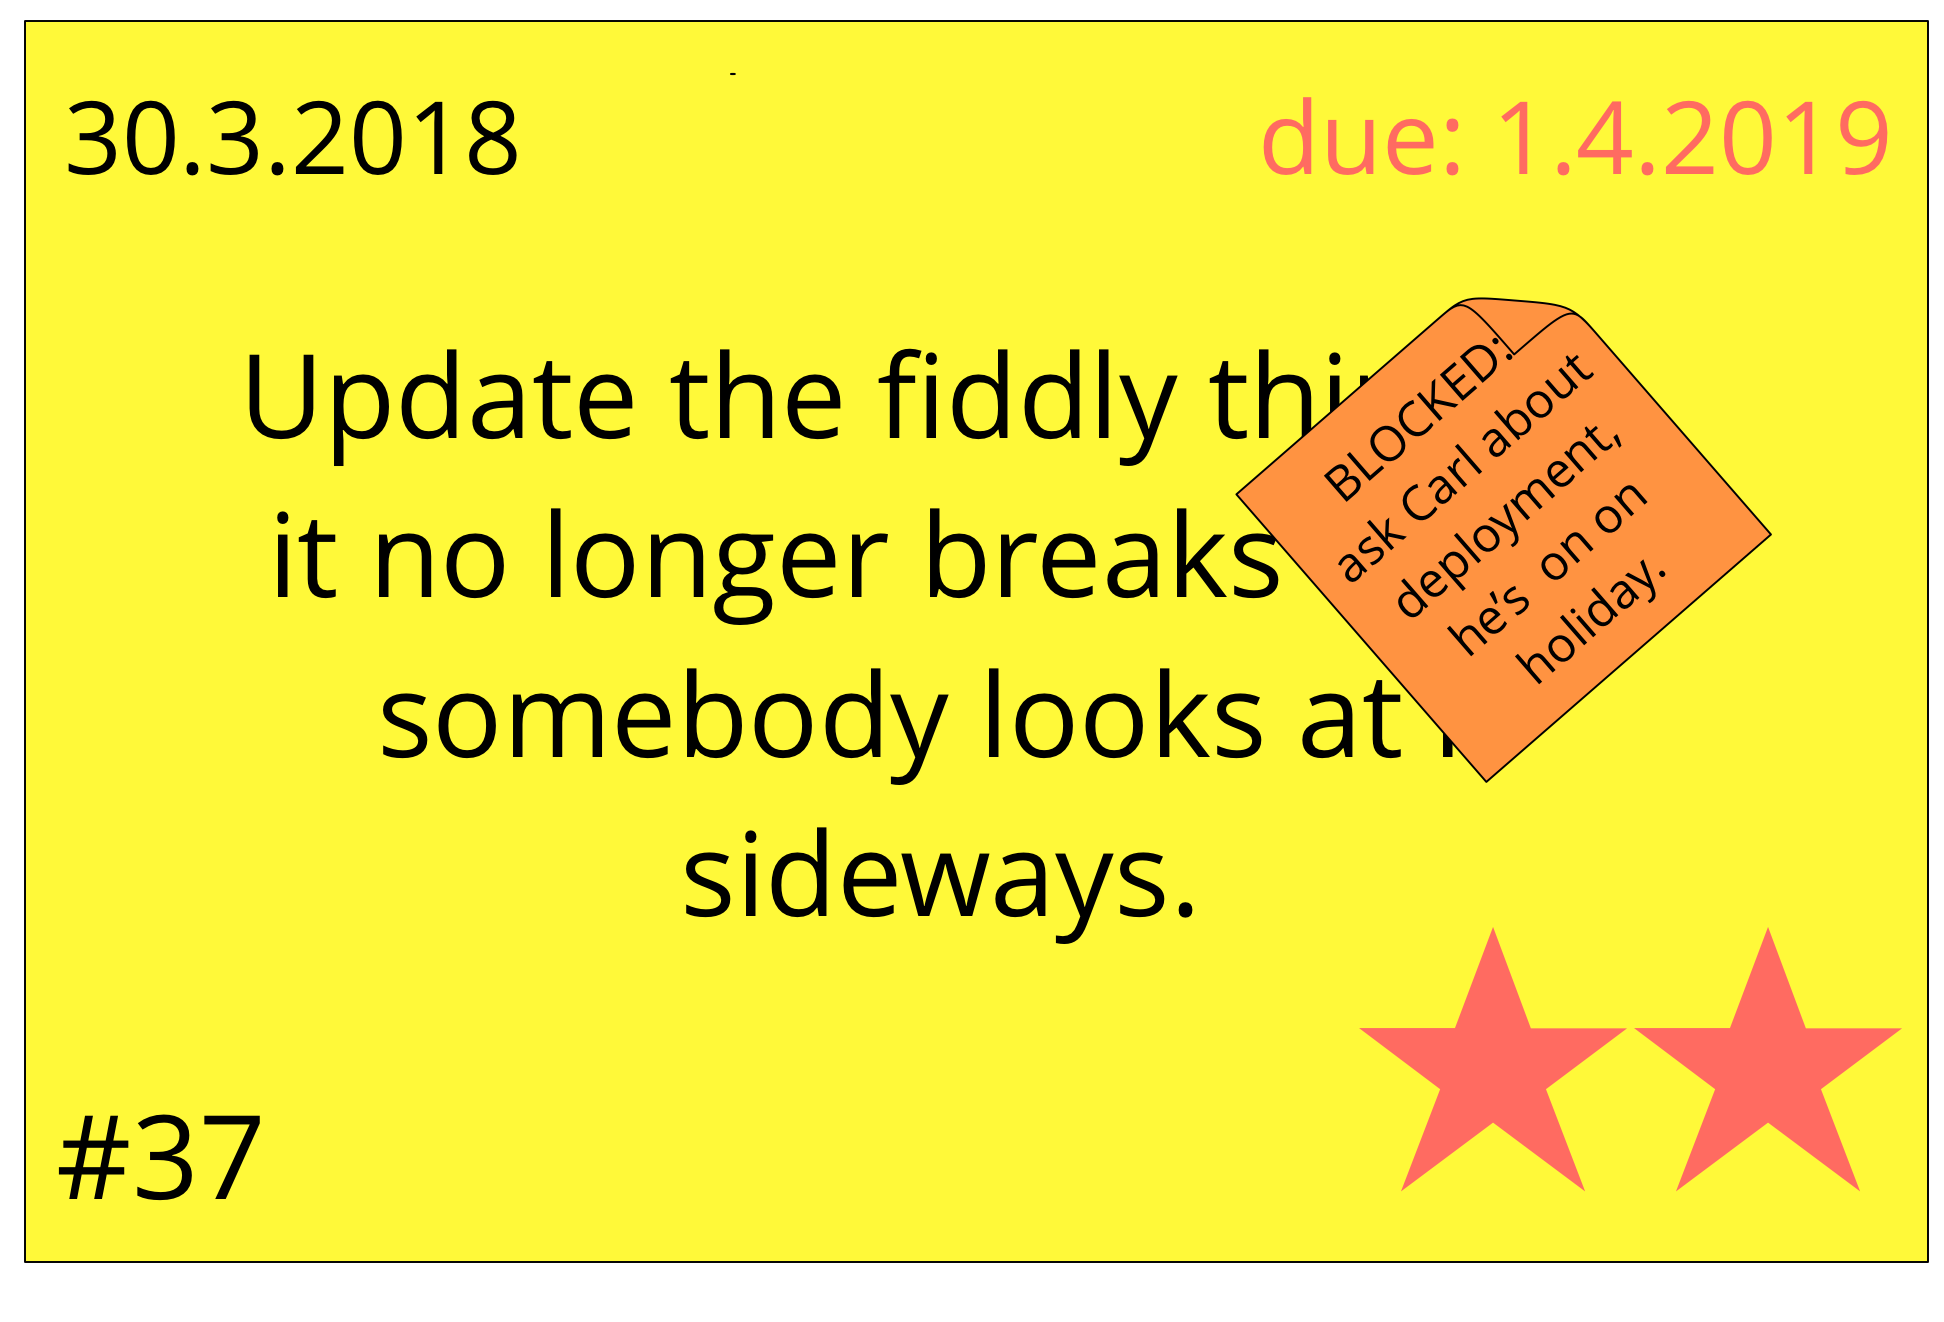 30.3.2018
due: 1.4.2019
Update the fiddly
it no longer breaks
somebody looks at
sideways.
BLOCKED:
ask Carl about
deployment,
he's on on
holiday.
#37